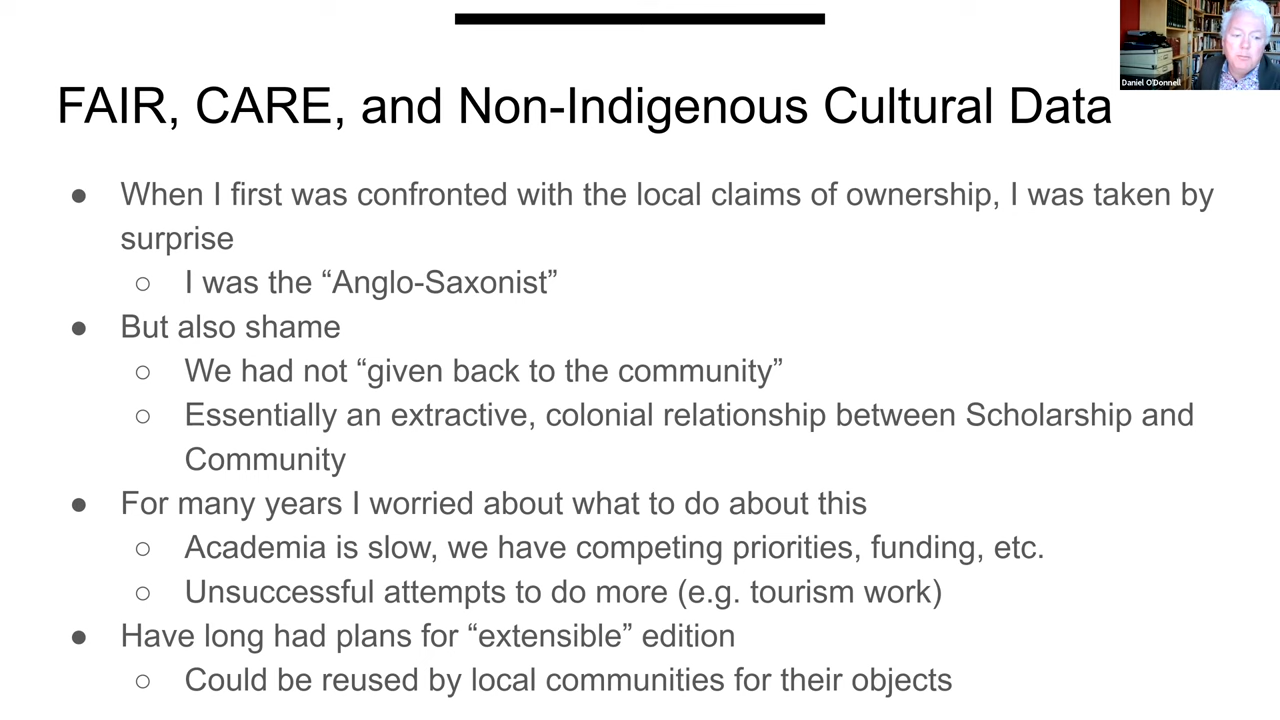 Daniel O'Donnell
FAIR, CARE, and Non-Indigenous Cultural Data
● When I first was confronted with the local claims of ownership, I was taken by
surprise
○ I was the “Anglo-Saxonist”
● But also shame
○ We had not “given back to the community”
○ Essentially an extractive, colonial relationship between Scholarship and
Community
● For many years I worried about what to do about this
○ Academia is slow, we have competing priorities, funding, etc.
○ Unsuccessful attempts to do more (e.g. tourism work)
● Have long had plans for “extensible” edition
○ Could be reused by local communities for their objects